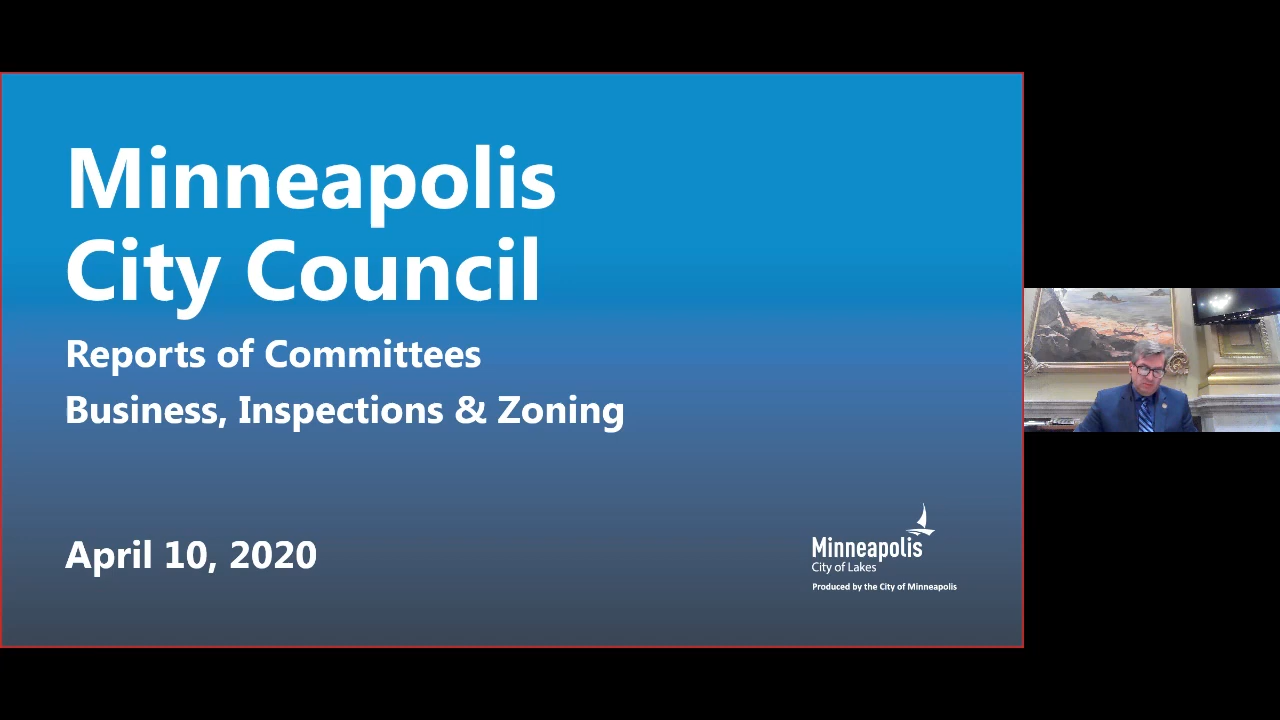 Minneapolis
City Council
Reports of Committees
Business, Inspections & Zoning
April 10, 2020
Minneapolis
City of Lakes
Produced by the City of Minneapolis